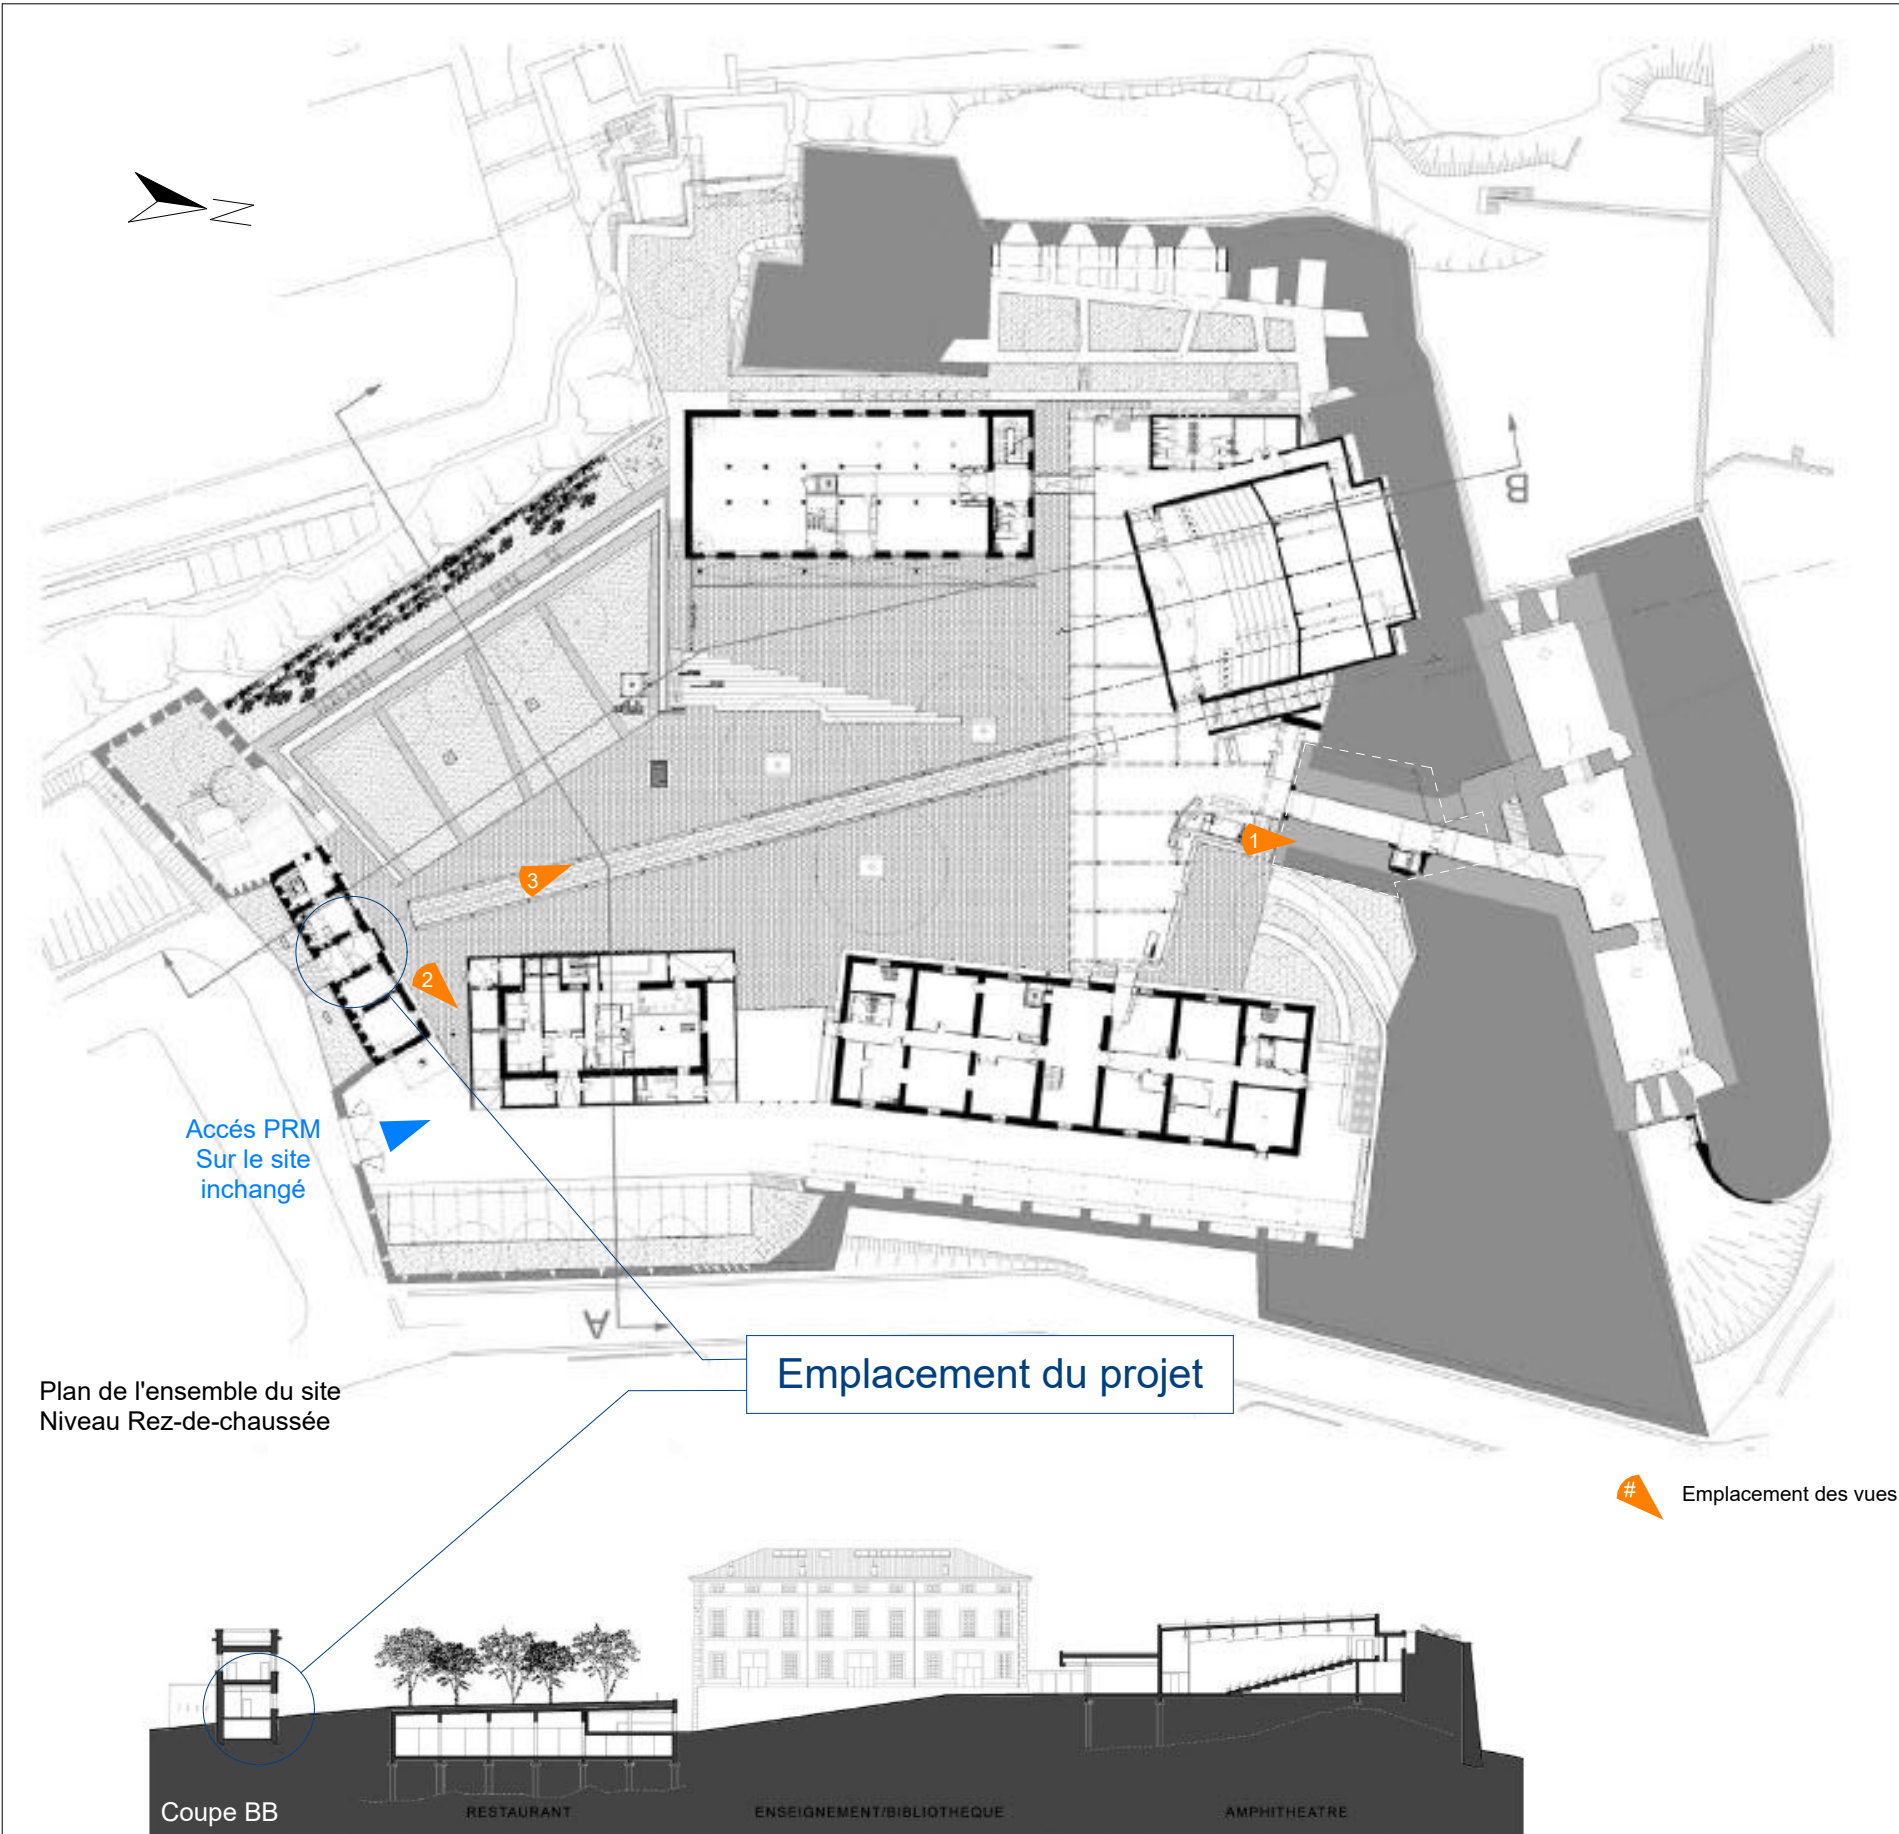 N
B
3
1
2
Accés PRM
Sur le site
inchangé
A
Emplacement du projet
Plan de l'ensemble du site
Niveau Rez-de-chaussée
# Emplacement des vues
Coupe BB
RESTAURANT
ENSEIGNEMENT/BIBLIOTHEQUE
AMPHITHEATRE